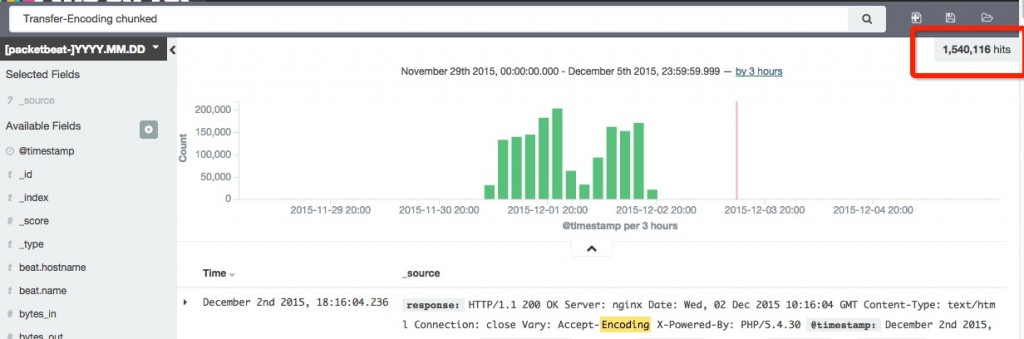 Transfer-Encoding chunked
[packetbeat-]YYYY.MM.DD
1,540,116 hits
Selected Fields
? _source
Available Fields
@timestamp
t _id
t _index
# _score
t _type
t beat.hostname
t beat.name
# bytes_in
# bytes_out
November 29th 2015, 00:00:00.000 - December 5th 2015, 23:59:59.999 — by 3 hours
Count
200,000
150,000
100,000
50,000
0
2015-11-29 20:00 2015-11-30 20:00 2015-12-01 20:00 2015-12-02 20:00 2015-12-03 20:00 2015-12-04 20:00
@timestamp per 3 hours
Time _source
December 2nd 2015, 18:16:04.236 response: HTTP/1.1 200 OK Server: nginx Date: Wed, 02 Dec 2015 10:16:04 GMT Content-Type: text/htm
l Connection: close Vary: Accept-Encoding X-Powered-By: PHP/5.4.30 @timestamp: December 2nd 2015,